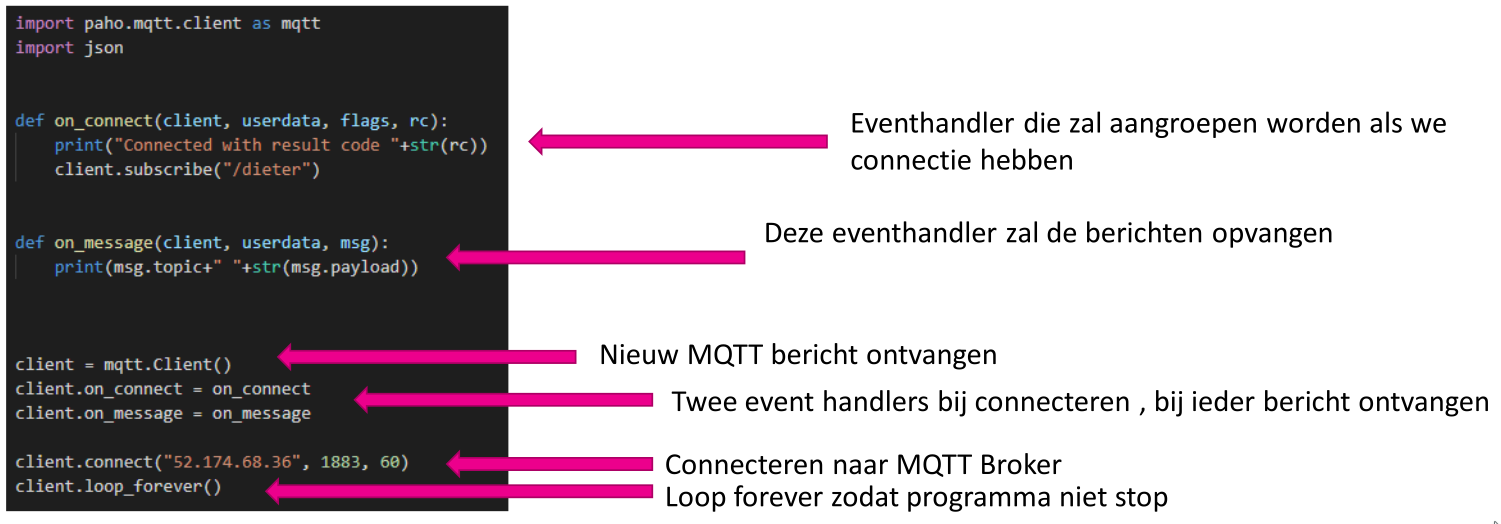 import paho.mqtt.client as mqtt
import json
def on_connect(client, userdata, flags, rc):
    print("Connected with result code "+str(rc))
    client.subscribe("/dieter")
Eventhandler die zal aangroepen worden als we
connectie hebben
def on_message(client, userdata, msg):
    print(msg.topic+" "+str(msg.payload))
Deze eventhandler zal de berichten opvangen
client = mqtt.Client()
client.on_connect = on_connect
client.on_message = on_message
Nieuw MQTT bericht ontvangen
Twee event handlers bij connecteren , bij ieder bericht ontvangen
client.connect("52.174.68.36", 1883, 60)
client.loop_forever()
Connecteren naar MQTT Broker
Loop forever zodat programma niet stop